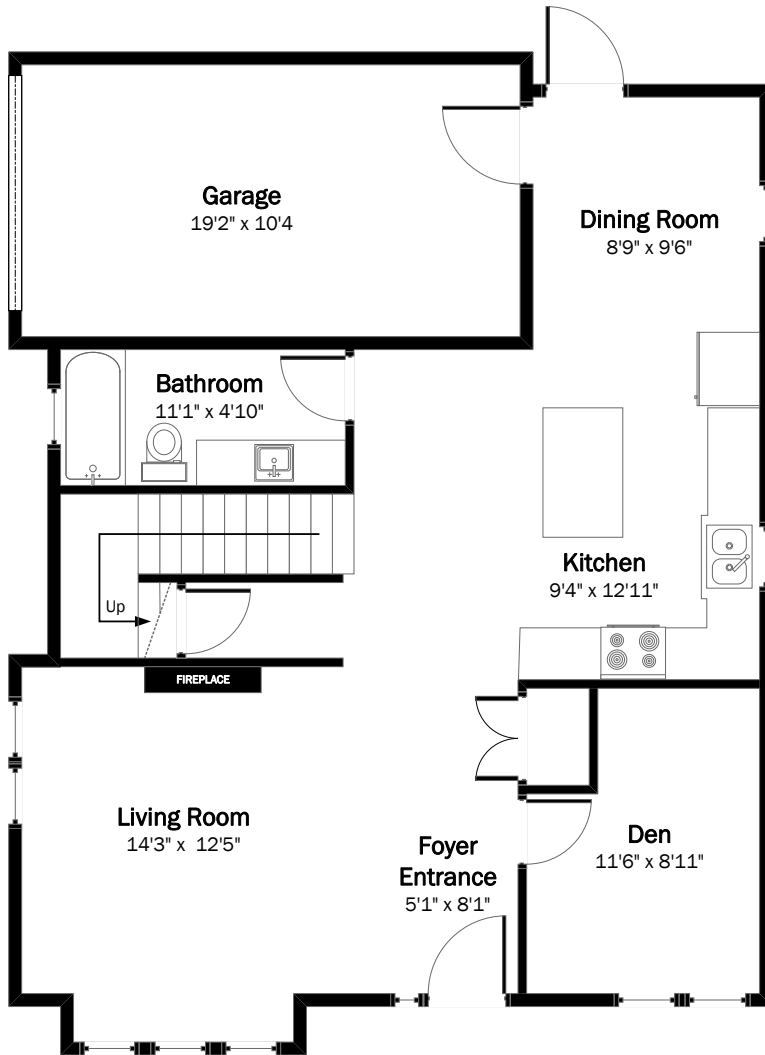 Garage
19'2" x 10'4
Dining Room
8'9" x 9'6"
Bathroom
11'1" x 4'10"
Kitchen
9'4" x 12'11"
Up
FIREPLACE
Living Room
14'3" x 12'5"
Foyer
Entrance
5'1" x 8'1"
Den
11'6" x 8'11"